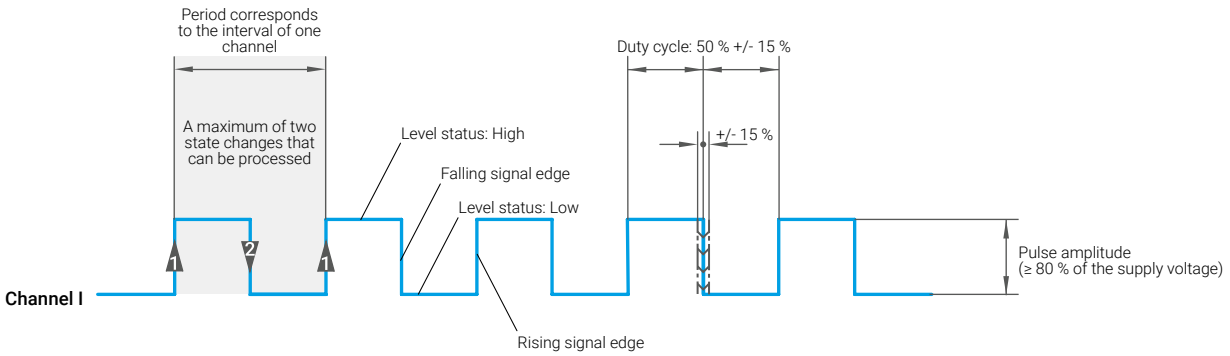 Period corresponds
to the interval of one
channel
Duty cycle: 50 % +/- 15 %
A maximum of two
state changes that
can be processed
Level status: High
+/- 15 %
Falling signal edge
Level status: Low
1
2
1
Pulse amplitude
(≥ 80 % of the supply voltage)
Channel I
Rising signal edge